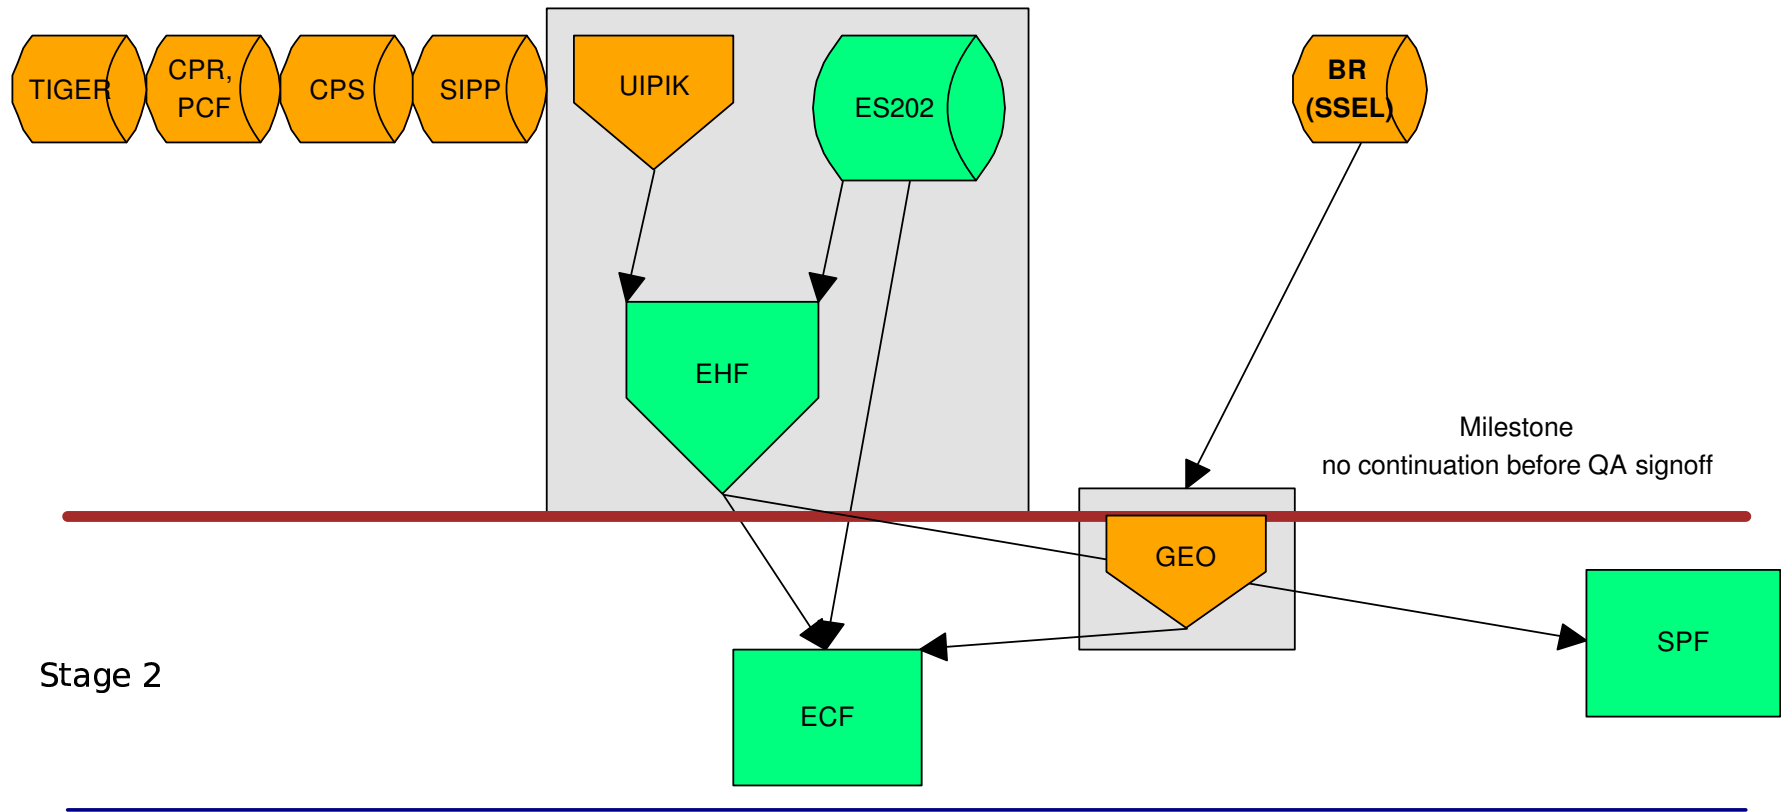 TIGER
CPR,
PCF
CPS
SIPP
UIPIK
ES202
BR
(SSEL)
EHF
Milestone
no continuation before QA signoff
GEO
SPF
Stage 2
ECF